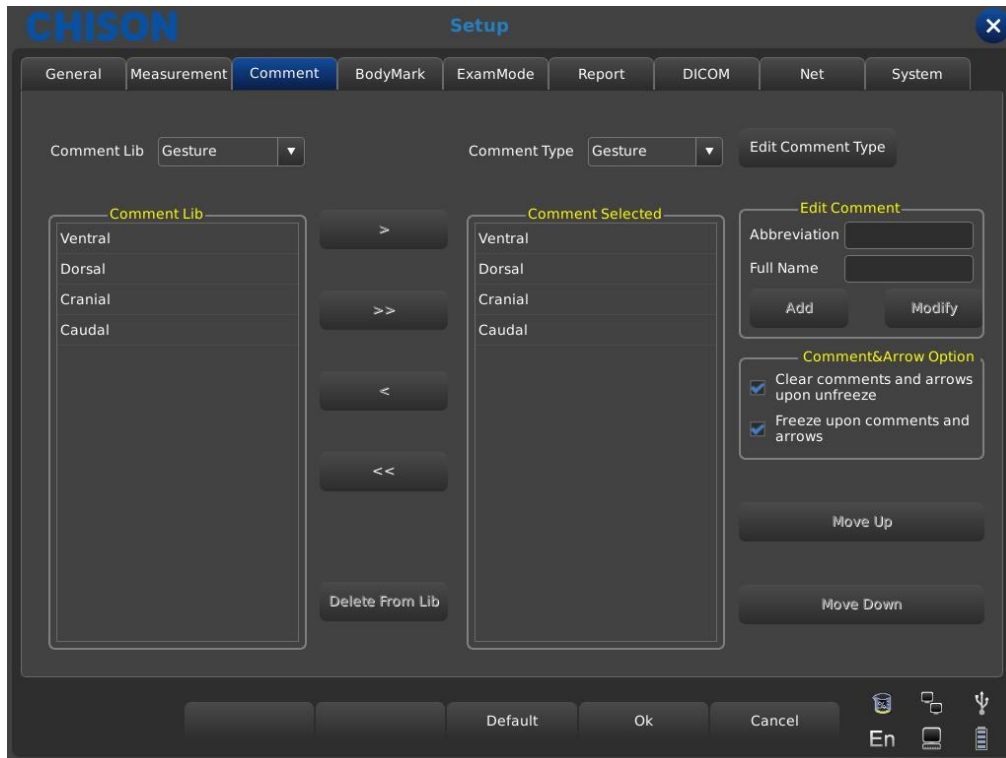 CHISON
Setup
General Measurement Comment BodyMark ExamMode Report DICOM Net System
Comment Lib Gesture
Comment Type Gesture
Edit Comment Type
Comment Lib
Ventral
Dorsal
Cranial
Caudal
>
>>
<
<<
Delete From Lib
Comment Selected
Ventral
Dorsal
Cranial
Caudal
Edit Comment
Abbreviation
Full Name
Add Modify
Comment&Arrow Option
Clear comments and arrows
upon unfreeze
Freeze upon comments and
arrows
Move Up
Move Down
Default Ok Cancel
En